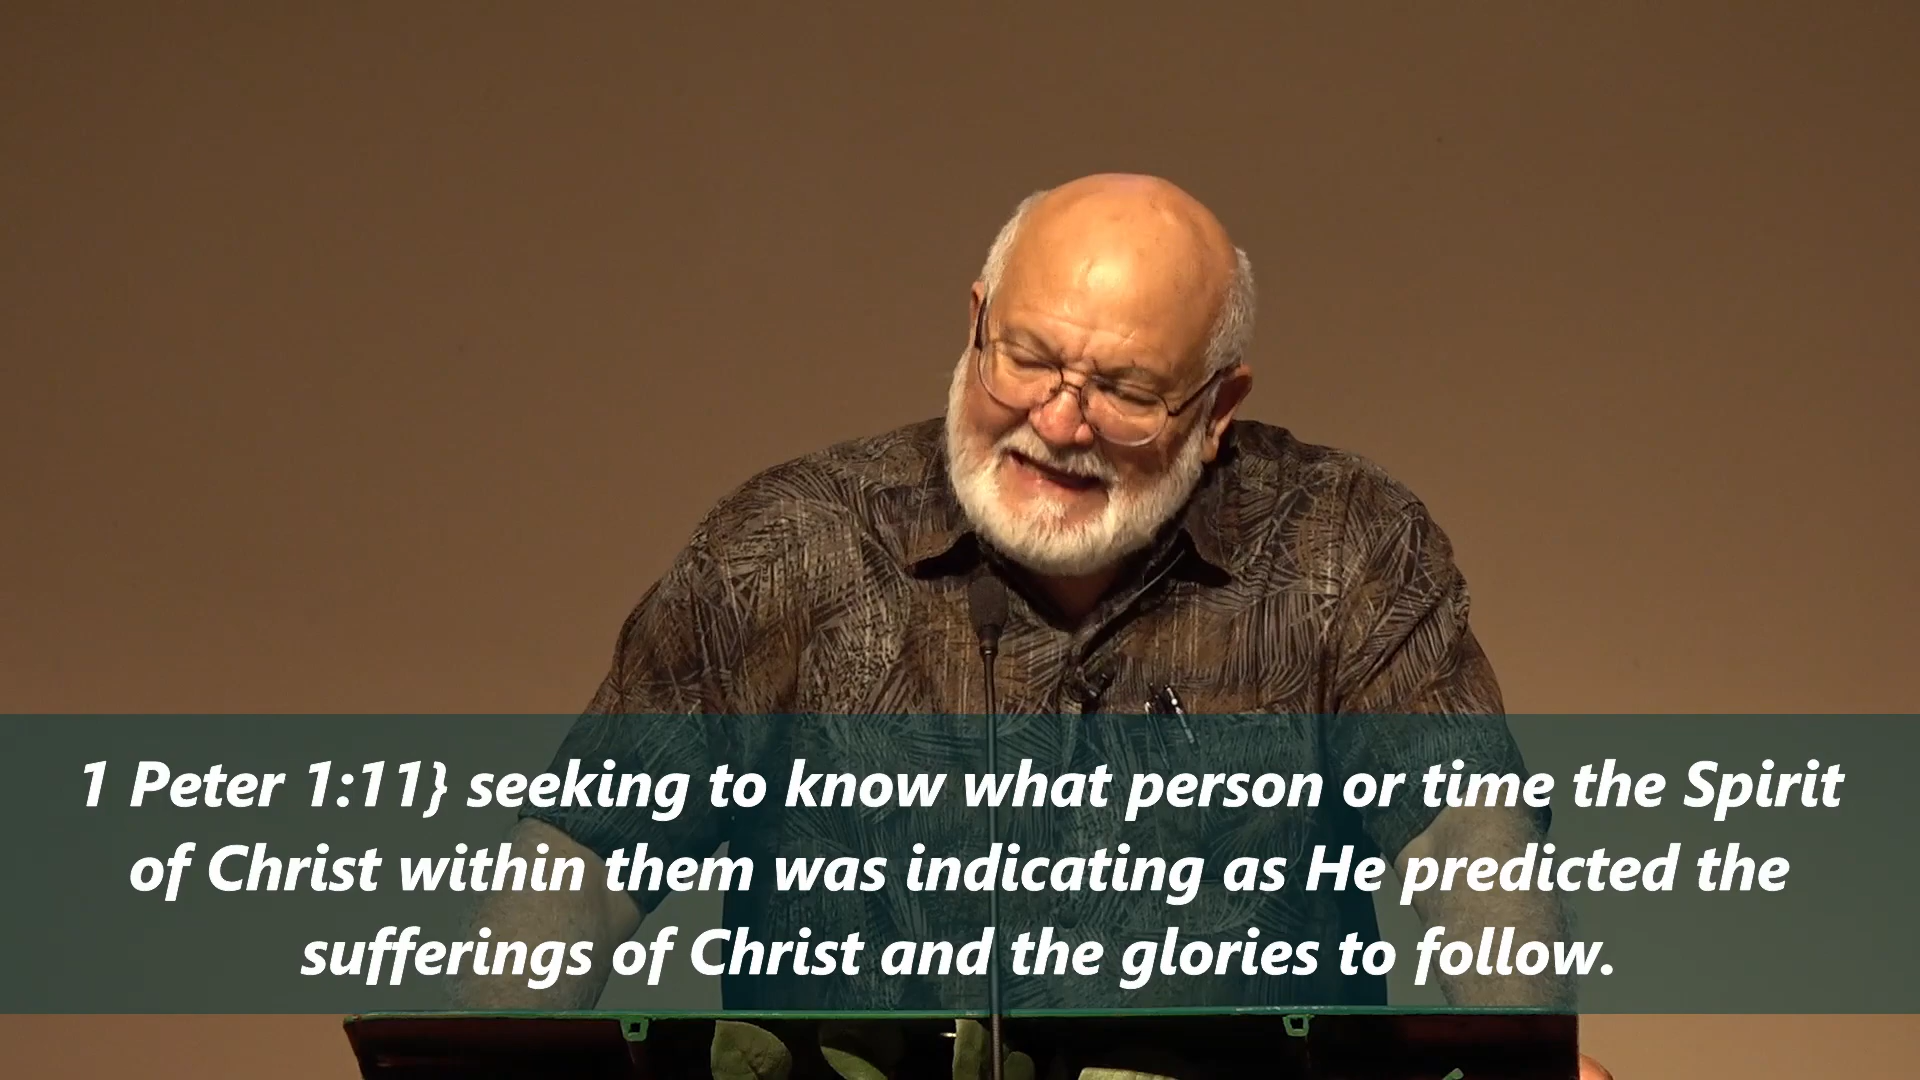 1 Peter 1:11} seeking to know what person or time the Spirit
of Christ within them was indicating as He predicted the
sufferings of Christ and the glories to follow.